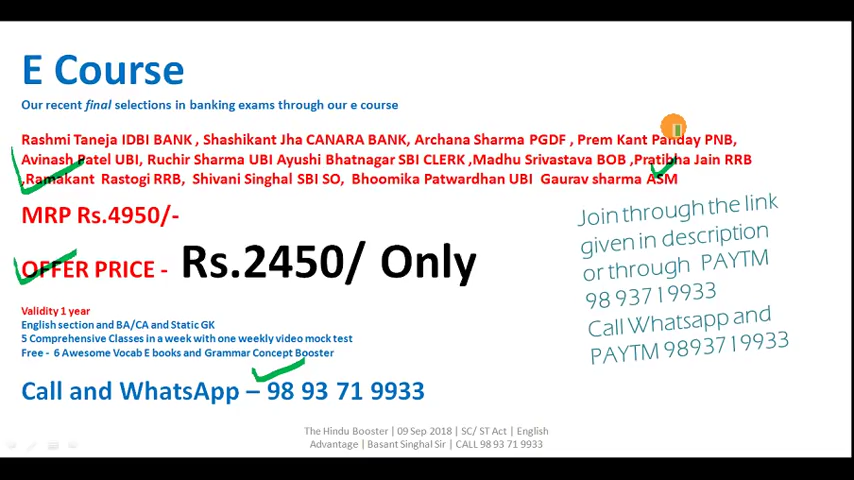 E Course
Our recent final selections in banking exams through our e course
Rashmi Taneja IDBI BANK , Shashikant Jha CANARA BANK, Archana Sharma PGDF , Prem Kant Panday PNB,
Avinash Patel UBI, Ruchir Sharma UBI Ayushi Bhatnagar SBI CLERK ,Madhu Srivastava BOB ,Pratibha Jain RRB
,Ramakant Rastogi RRB, Shivani Singhal SBI SO, Bhoomika Patwardhan UBI Gaurav sharma ASM
MRP Rs.4950/-
OFFER PRICE - Rs.2450/ Only
Join through the link
given in description
or through PAYTM
98 93719933
Call Whatsapp and
PAYTM 9893719933
Validity 1 year
English section and BA/CA and Static GK
5 Comprehensive Classes in a week with one weekly video mock test
Free - 6 Awesome Vocab E books and Grammar Concept Booster
Call and WhatsApp – 98 93 71 9933
The Hindu Booster | 09 Sep 2018 | SC/ ST Act | English
Advantage | Basant Singhal Sir | CALL 98 93 71 9933